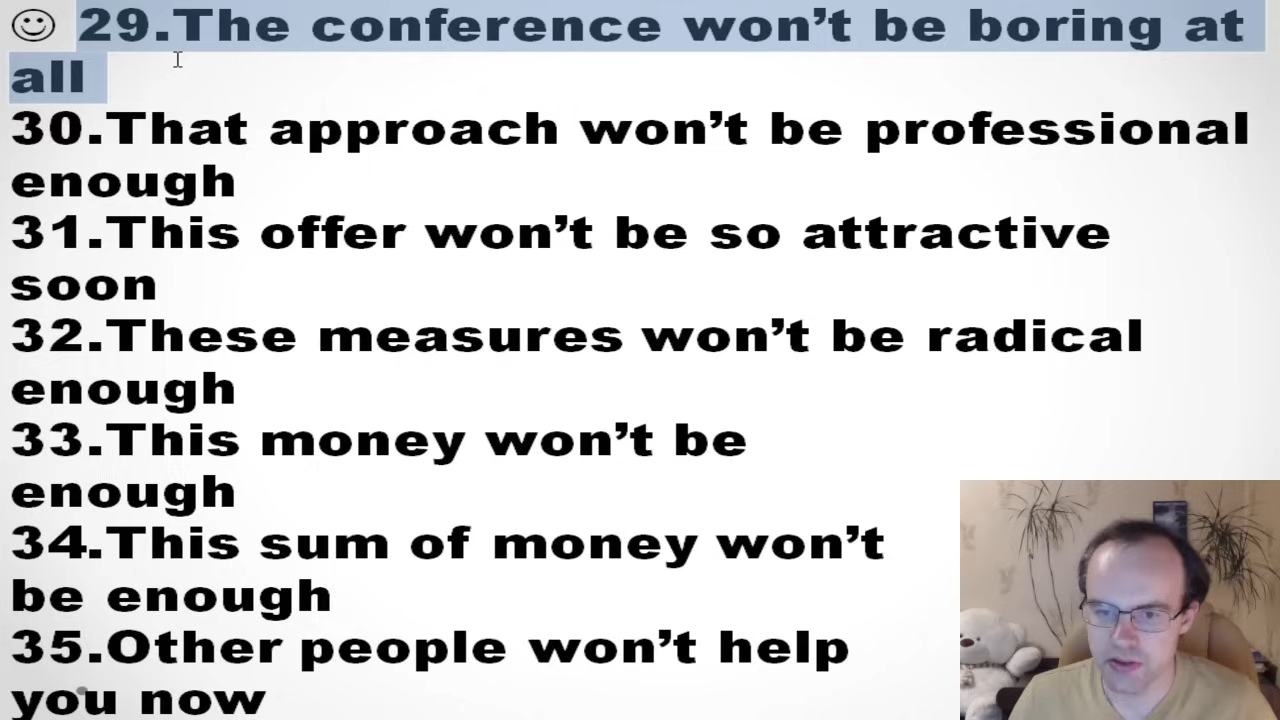 ☺ 29.The conference won’t be boring at
all
30.That approach won’t be professional
enough
31.This offer won’t be so attractive
soon
32.These measures won’t be radical
enough
33.This money won’t be
enough
34.This sum of money won’t
be enough
35.Other people won’t help
you now